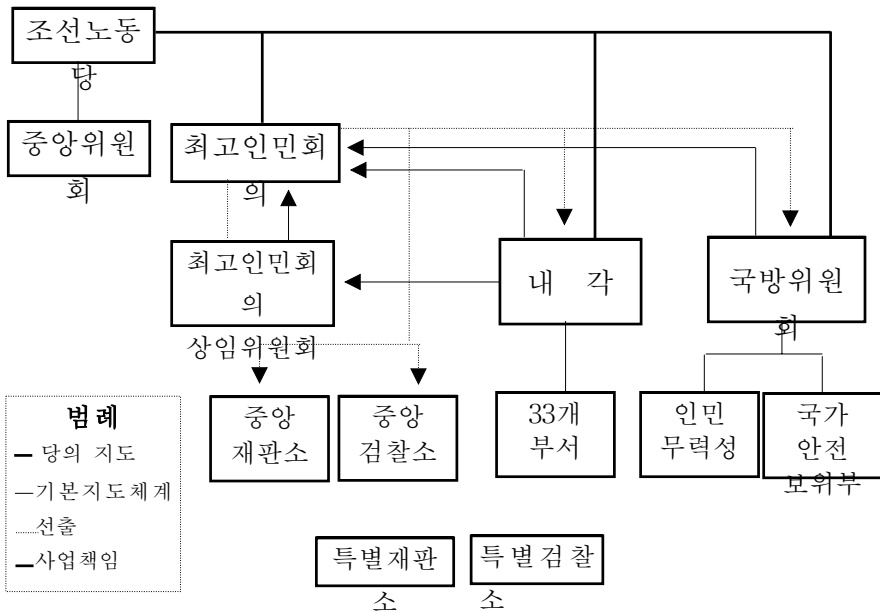 조선노동
당
중앙위원
회
최고인민회
의
최고인민회
의
상임위원회
내 각
국방위원
회
중앙
재판소
중앙
검찰소
33개
부서
인민
무력성
국가
안전
보위부
범례
당의 지도
기본지도체계
선출
사업책임
특별재판
소
특별검찰
소